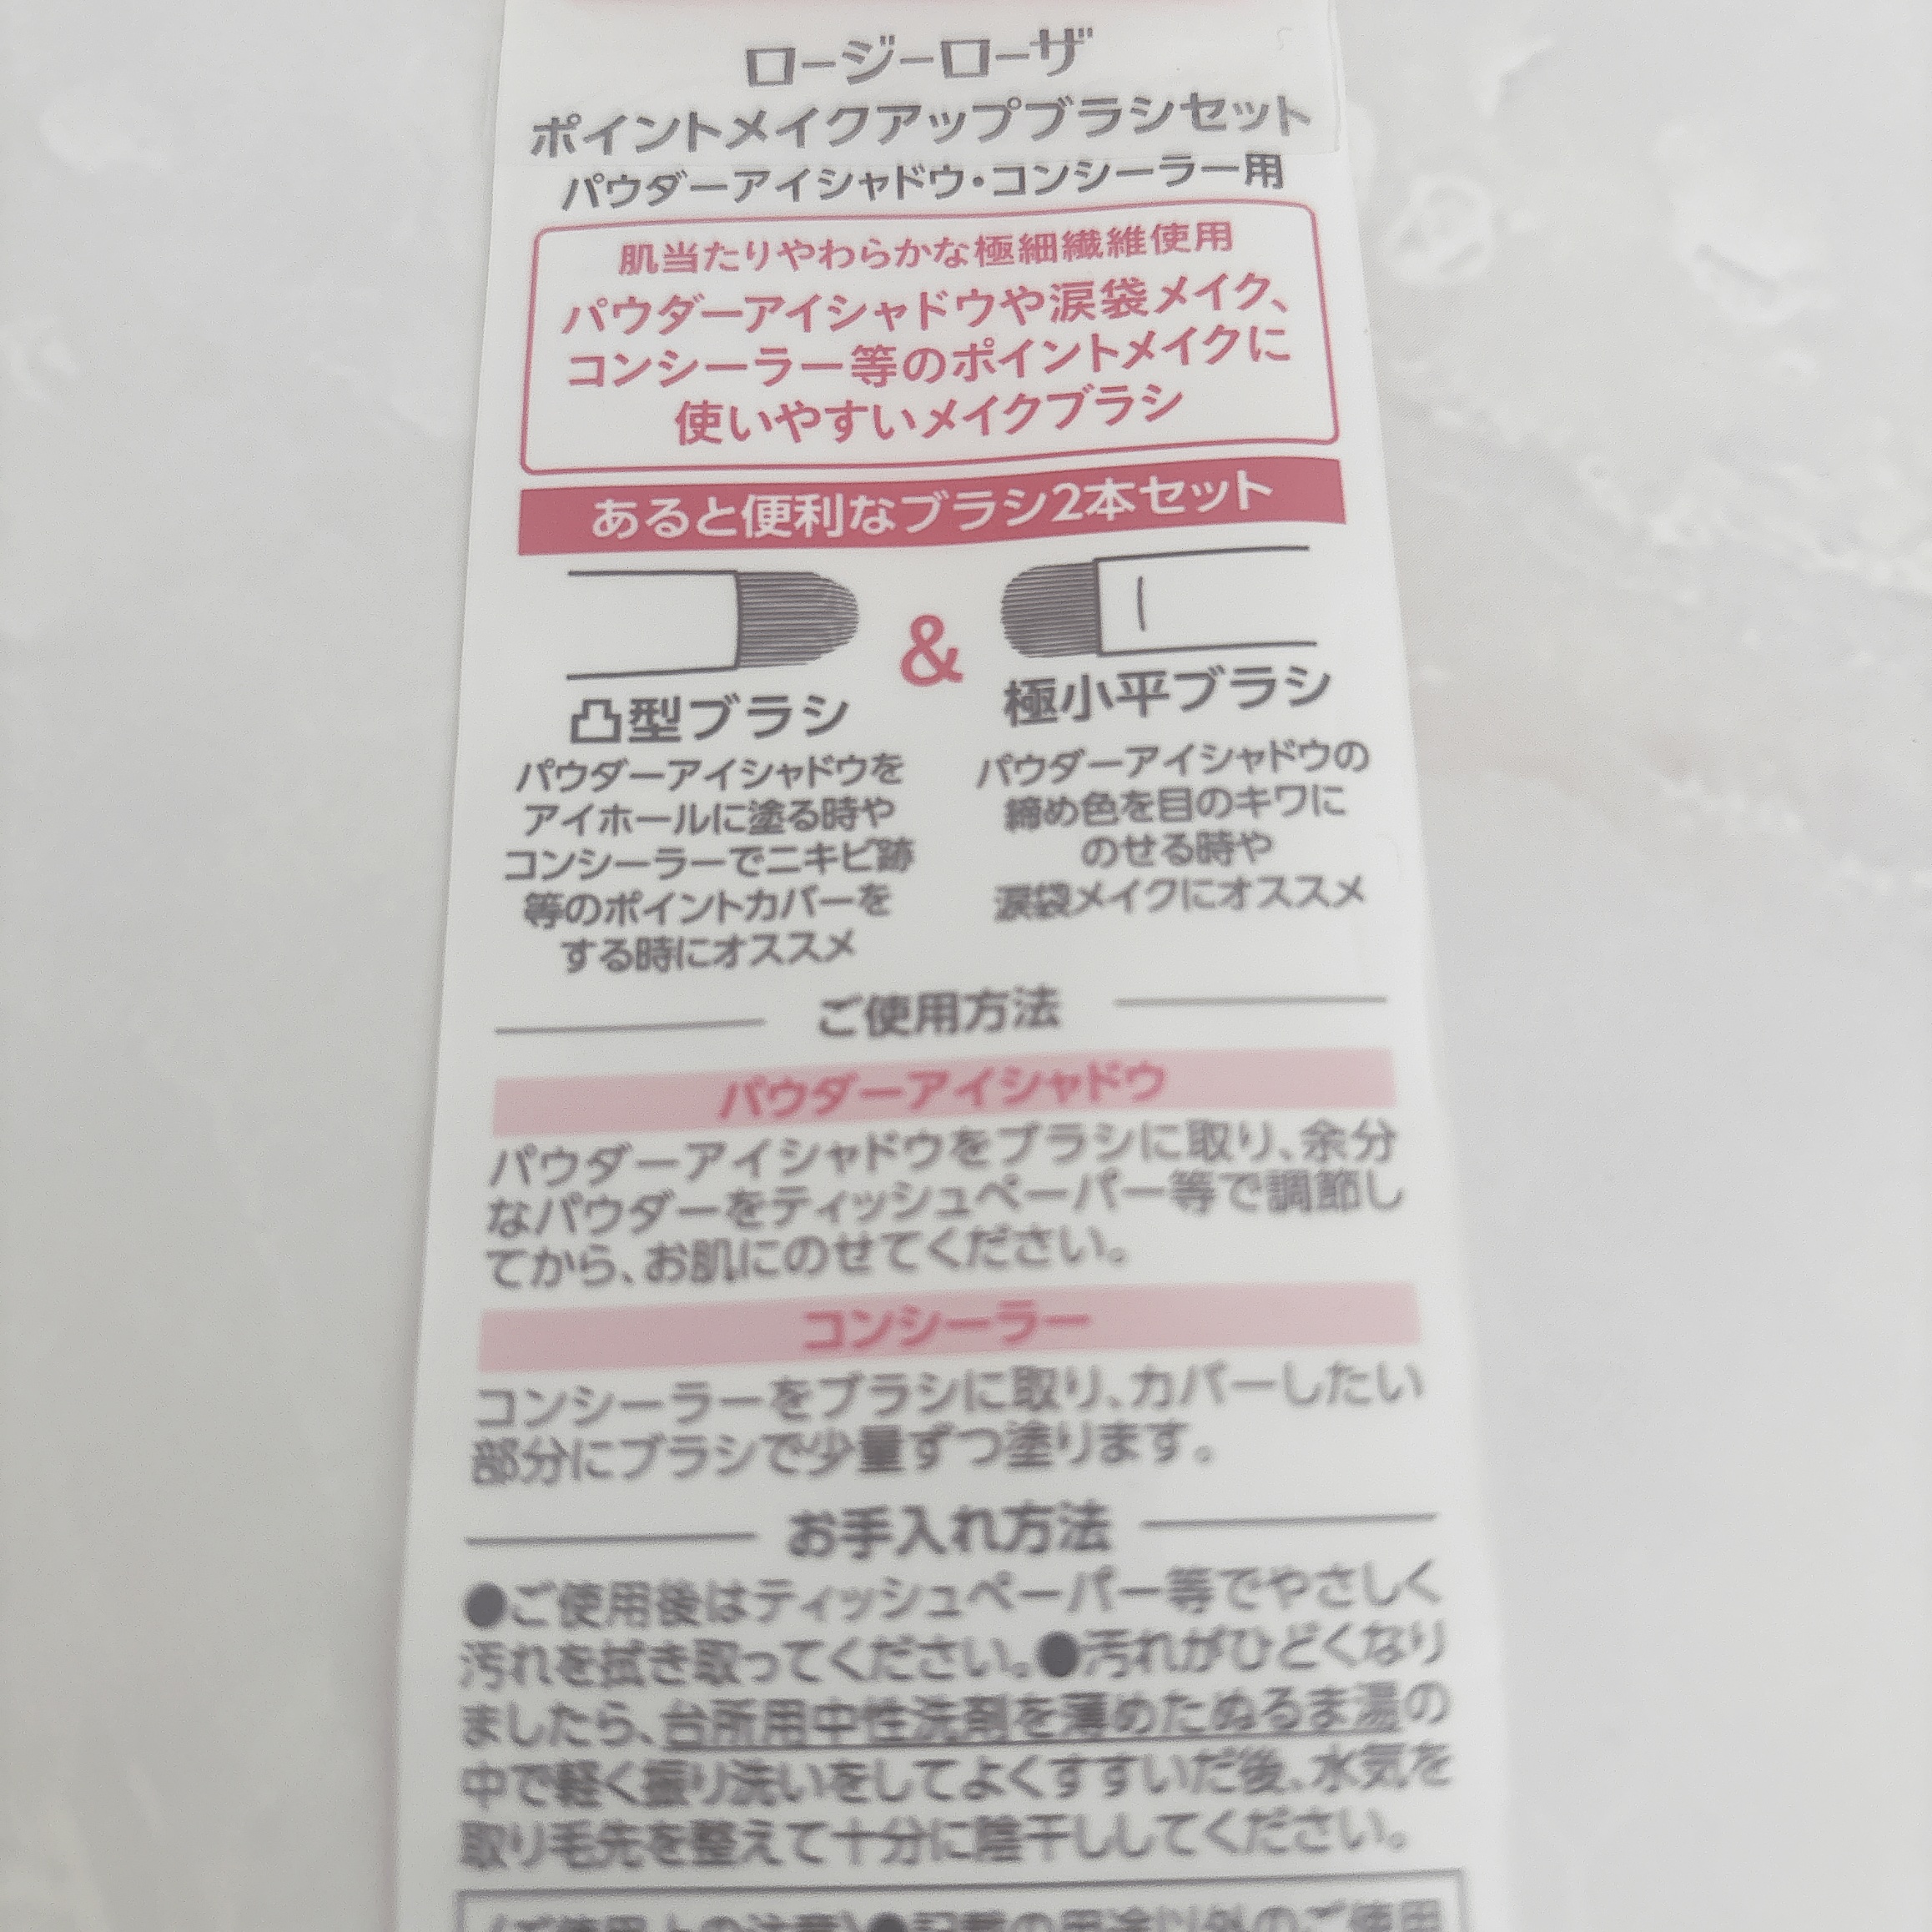 ロージーローザ
ポイントメイクアップブラシセット
パウダーアイシャドウ・コンシーラー用
肌当たりやわらかな極細繊維使用
パウダーアイシャドウや涙袋メイク、
コンシーラー等のポイントメイクに
使いやすいメイクブラシ
あると便利なブラシ2本セット
&
凸型ブラシ
パウダーアイシャドウを
アイホールに塗る時や
コンシーラーでニキビ跡
等のポイントカバーを
する時にオススメ
極小平ブラシ
パウダーアイシャドウの
締め色を目のキワに
のせる時や
涙袋メイクにオススメ
ご使用方法
パウダーアイシャドウ
パウダーアイシャドウをブラシに取り、余分
なパウダーをティッシュペーパー等で調節し
てから、お肌にのせてください。
コンシーラー
コンシーラーをブラシに取り、カバーしたい
部分にブラシで少量ずつ塗ります。
お手入れ方法
●ご使用後はティッシュペーパー等でやさしく
汚れを拭き取ってください。●汚れがひどくなり
ましたら、台所用中性洗剤を薄めたぬるま湯の
中で軽く振り洗いをしてよくすすいだ後、水気を
取り毛先を整えて十分に陰干ししてください。
〈ご使用上の注意〉●記載の用途以外のご使用